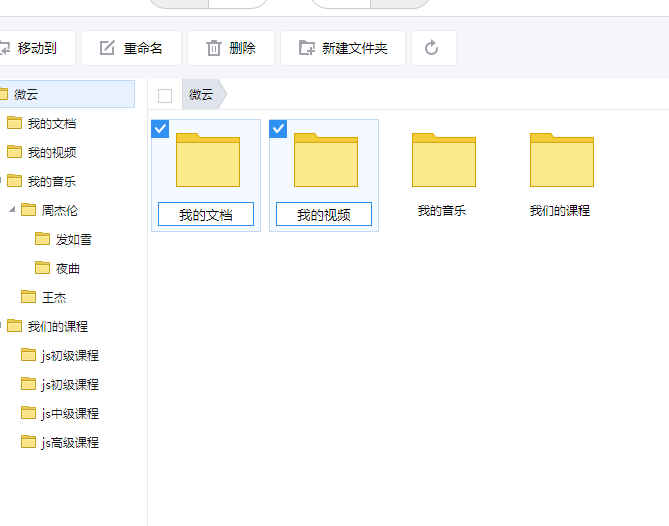 移动到 重命名 删除 新建文件夹
微云
我的文档
我的视频
我的音乐
周杰伦
发如雪
夜曲
王杰
我们的课程
js初级课程
js初级课程
js中级课程
js高级课程
微云
我的文档 我的视频 我的音乐 我们的课程